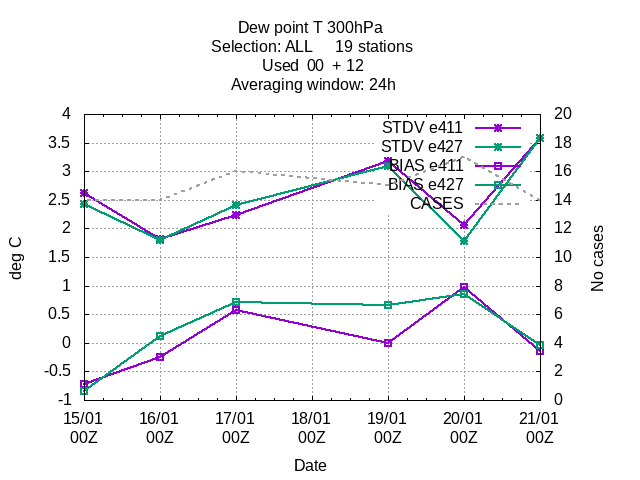 Dew point T 300hPa
Selection: ALL 19 stations
Used 00 + 12
Averaging window: 24h
STDV e411
STDV e427
BIAS e411
BIAS e427
CASES
deg C
4
3.5
3
2.5
2
1.5
1
0.5
0
-0.5
-1
20
18
16
14
12
10
8
6
4
2
0
No cases
15/01 16/01 17/01 18/01 19/01 20/01 21/01
00Z 00Z 00Z 00Z 00Z 00Z 00Z
Date